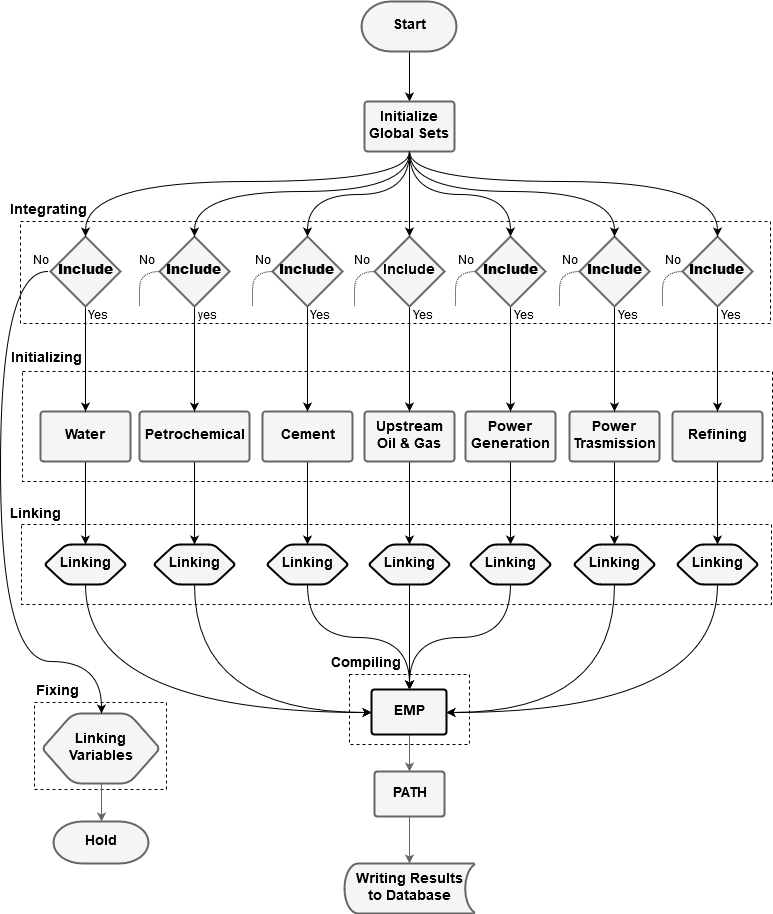 Start
Initialize
Global Sets
Integrating
No
No
No
No
No
No
No
Include
Include
Include
Include
Include
Include
Include
Yes
yes
Yes
Yes
Yes
Yes
Yes
Initializing
Water
Petrochemical
Cement
Upstream
Oil & Gas
Power
Generation
Power
Trasmission
Refining
Linking
Linking
Linking
Linking
Linking
Linking
Linking
Linking
Compiling
EMP
Fixing
Linking
Variables
PATH
Hold
Writing Results
to Database